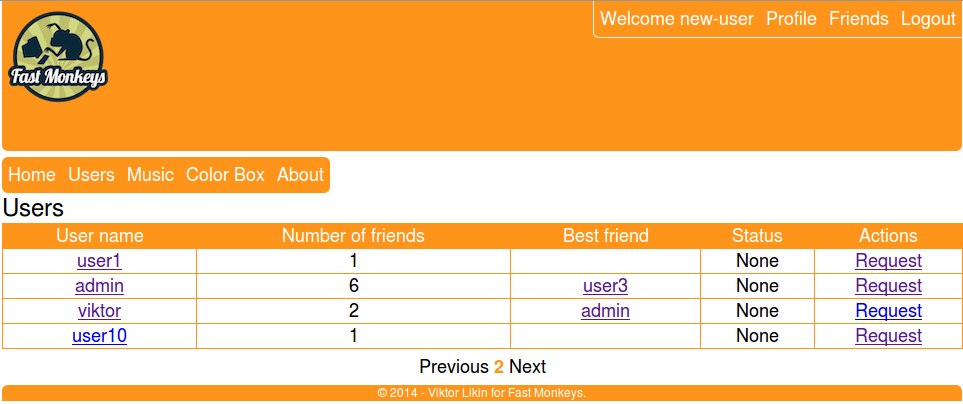 Welcome new-user Profile Friends Logout
Fast Monkeys
Home Users Music Color Box About
Users
User name Number of friends Best friend Status Actions
user1 1 None Request
admin 6 user3 None Request
viktor 2 admin None Request
user10 1 None Request
Previous 2 Next
© 2014 - Viktor Likin for Fast Monkeys.